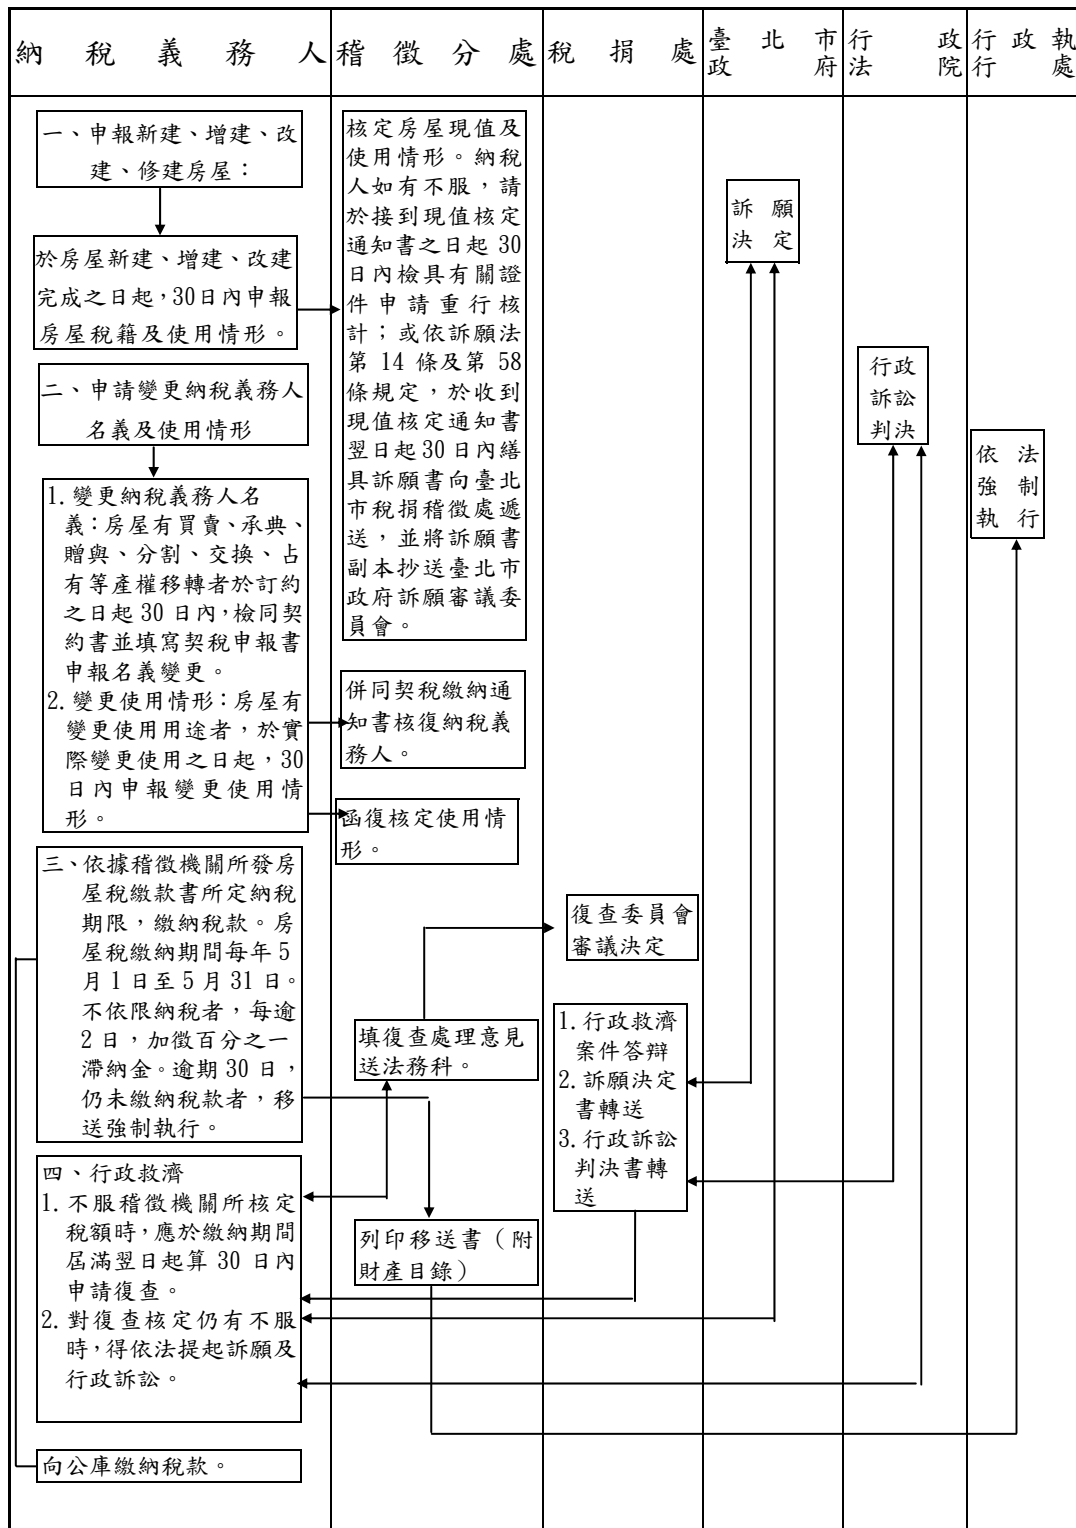 納稅義務人
稽徵分處
稅捐處
臺北市
政府
行政
法院
行政執
行處
一、申報新建、增建、改
建、修建房屋：
於房屋新建、增建、改建
完成之日起，30日內申報
房屋稅籍及使用情形。
二、申請變更納稅義務人
名義及使用情形
1. 變更納稅義務人名
義：房屋有買賣、承典、
贈與、分割、交換、占
有等產權移轉者於訂約
之日起 30 日內，檢同契
約書並填寫契稅申報書
申報名義變更。
2. 變更使用情形：房屋有
變更使用用途者，於實
際變更使用之日起，30
日內申報變更使用情
形。
三、依據稽徵機關所發房
屋稅繳款書所定納稅
期限，繳納稅款。房
屋稅繳納期間每年 5
月 1 日至 5 月 31 日。
不依限納稅者，每逾
2 日，加徵百分之一
滯納金。逾期 30 日，
仍未繳納稅款者，移
送強制執行。
四、行政救濟
1. 不服稽徵機關所核定
稅額時，應於繳納期間
屆滿翌日起算 30 日內
申請復查。
2. 對復查核定仍有不服
時，得依法提起訴願及
行政訴訟。
向公庫繳納稅款。
核定房屋現值及
使用情形。納稅
人如有不服，請
於接到現值核定
通知書之日起 30
日內檢具有關證
件申請重行核
計；或依訴願法
第 14 條及第 58
條規定，於收到
現值核定通知書
翌日起 30 日內繕
具訴願書向臺北
市稅捐稽徵處遞
送，並將訴願書
副本抄送臺北市
政府訴願審議委
員會。
併同契稅繳納通
知書核復納稅義
務人。
函復核定使用情
形。
填復查處理意見
送法務科。
列印移送書（附
財產目錄）
復查委員會
審議決定
1. 行政救濟
案件答辯
2. 訴願決定
書轉送
3. 行政訴訟
判決書轉
送
訴願
決定
行政
訴訟
判決
依法
強制
執行